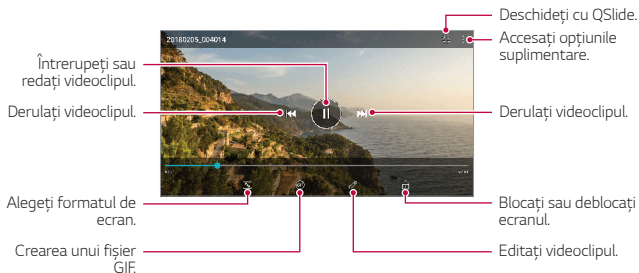 Deschideți cu QSlide.
20180205_004014
Accesați opțiunile
suplimentare.
Întrerupeți sau
redați videoclipul.
Derulați videoclipul.
Derulați videoclipul.
Alegeți formatul de
ecran.
Blocați sau deblocați
ecranul.
Crearea unui fișier
GIF.
Editați videoclipul.